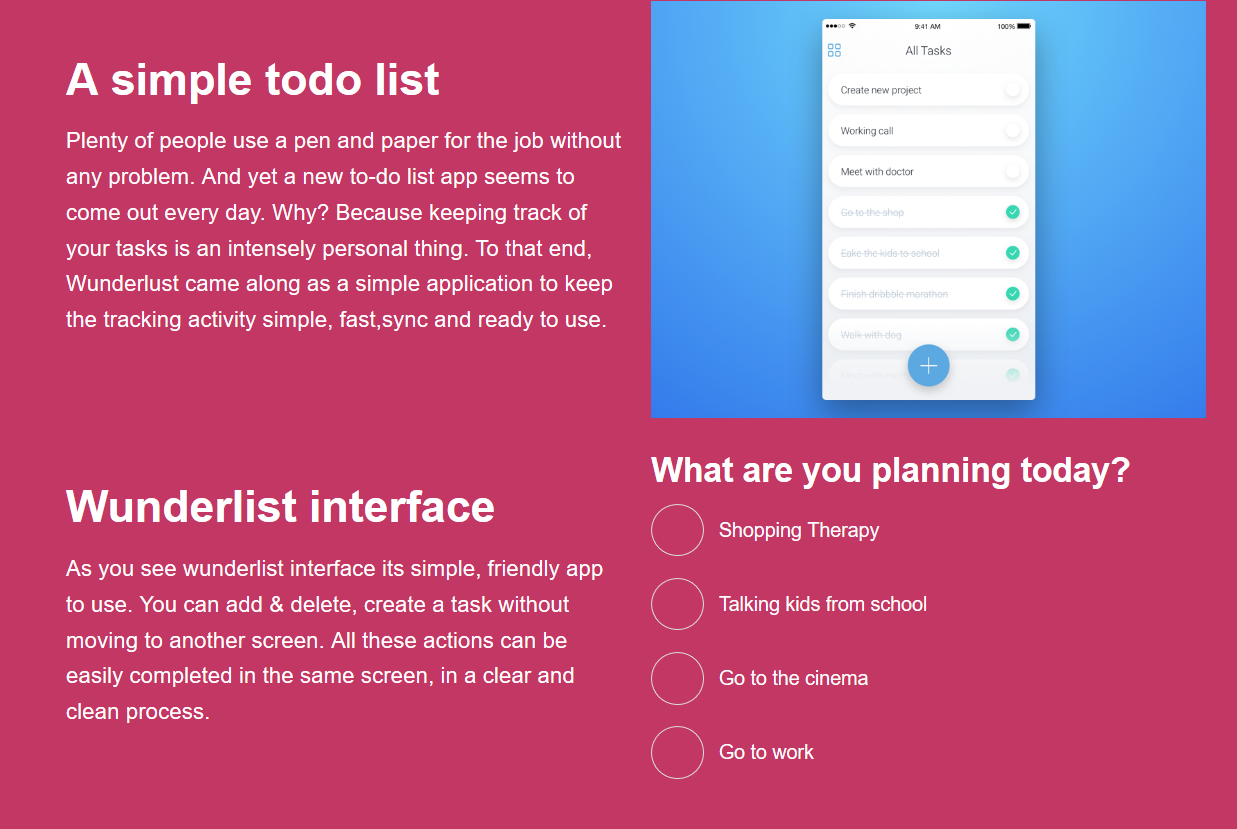 A simple todo list
Plenty of people use a pen and paper for the job without
any problem. And yet a new to-do list app seems to
come out every day. Why? Because keeping track of
your tasks is an intensely personal thing. To that end,
Wunderlust came along as a simple application to keep
the tracking activity simple, fast,sync and ready to use.
9:41 AM
100%
All Tasks
Create new project
Working call
Meet with doctor
Go to the shop
Eake the kids to school
Finish dribbble marathon
Walk with dog
Wunderlist interface
As you see wunderlist interface its simple, friendly app
to use. You can add & delete, create a task without
moving to another screen. All these actions can be
easily completed in the same screen, in a clear and
clean process.
What are you planning today?
Shopping Therapy
Talking kids from school
Go to the cinema
Go to work